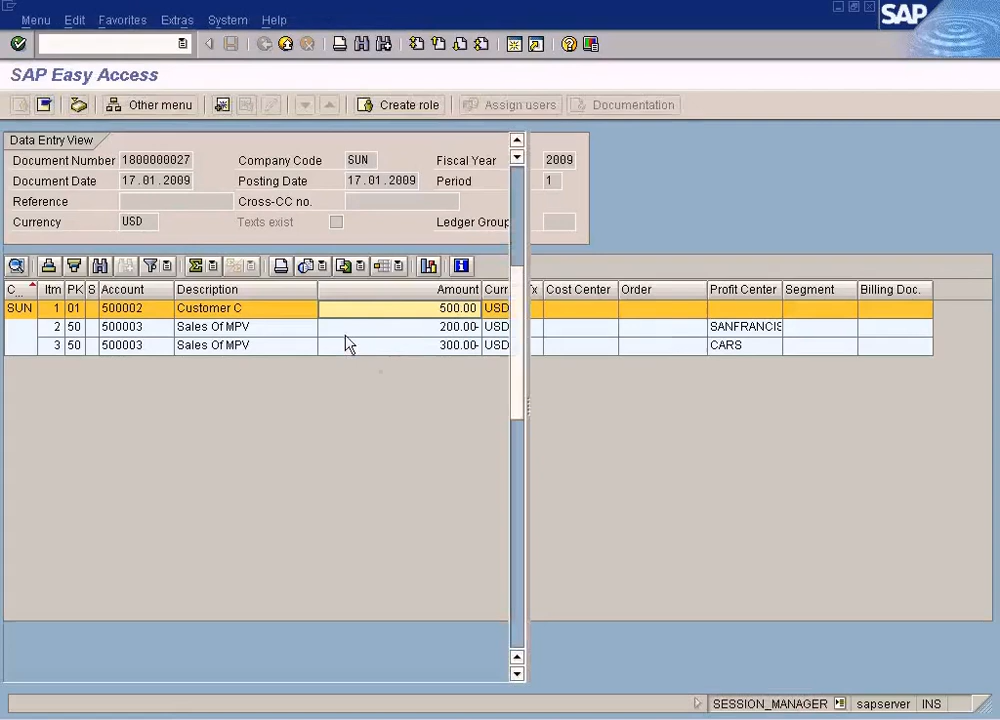 Menu Edit Favorites Extras System Help
SAP
SAP Easy Access
Other menu Create role Assign users Documentation
Data Entry View
Document Number 1800000027 Company Code SUN Fiscal Year 2009
Document Date 17.01.2009 Posting Date 17.01.2009 Period 1
Reference Cross-CC no.
Currency USD Texts exist Ledger Group
C... Itm PK S Account Description Amount Curr x Cost Center Order Profit Center Segment Billing Doc.
SUN 1 01 500002 Customer C 500.00 USD
2 50 500003 Sales Of MPV 200.00- USD SANFRANCIS
3 50 500003 Sales Of MPV 300.00- USD CARS
SESSION_MANAGER sapserver INS